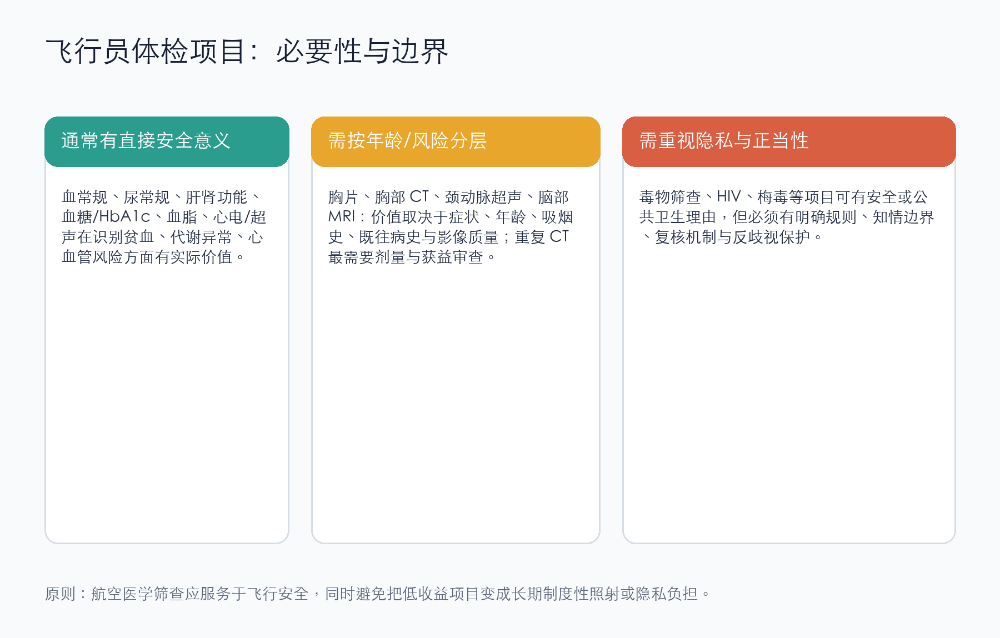 飞行员体检项目：必要性与边界
通常有直接安全意义
血常规、尿常规、肝肾功能、
血糖/HbA1c、血脂、心电/超
声在识别贫血、代谢异常、心
血管风险方面有实际价值。
需按年龄/风险分层
胸片、胸部 CT、颈动脉超声、脑部
MRI：价值取决于症状、年龄、吸烟
史、既往病史与影像质量；重复 CT
最需要剂量与获益审查。
需重视隐私与正当性
毒物筛查、HIV、梅毒等项目可有安全或公
共卫生理由，但必须有明确规则、知情边界
、复核机制与反歧视保护。
原则：航空医学筛查应服务于飞行安全，同时避免把低收益项目变成长期制度性照射或隐私负担。